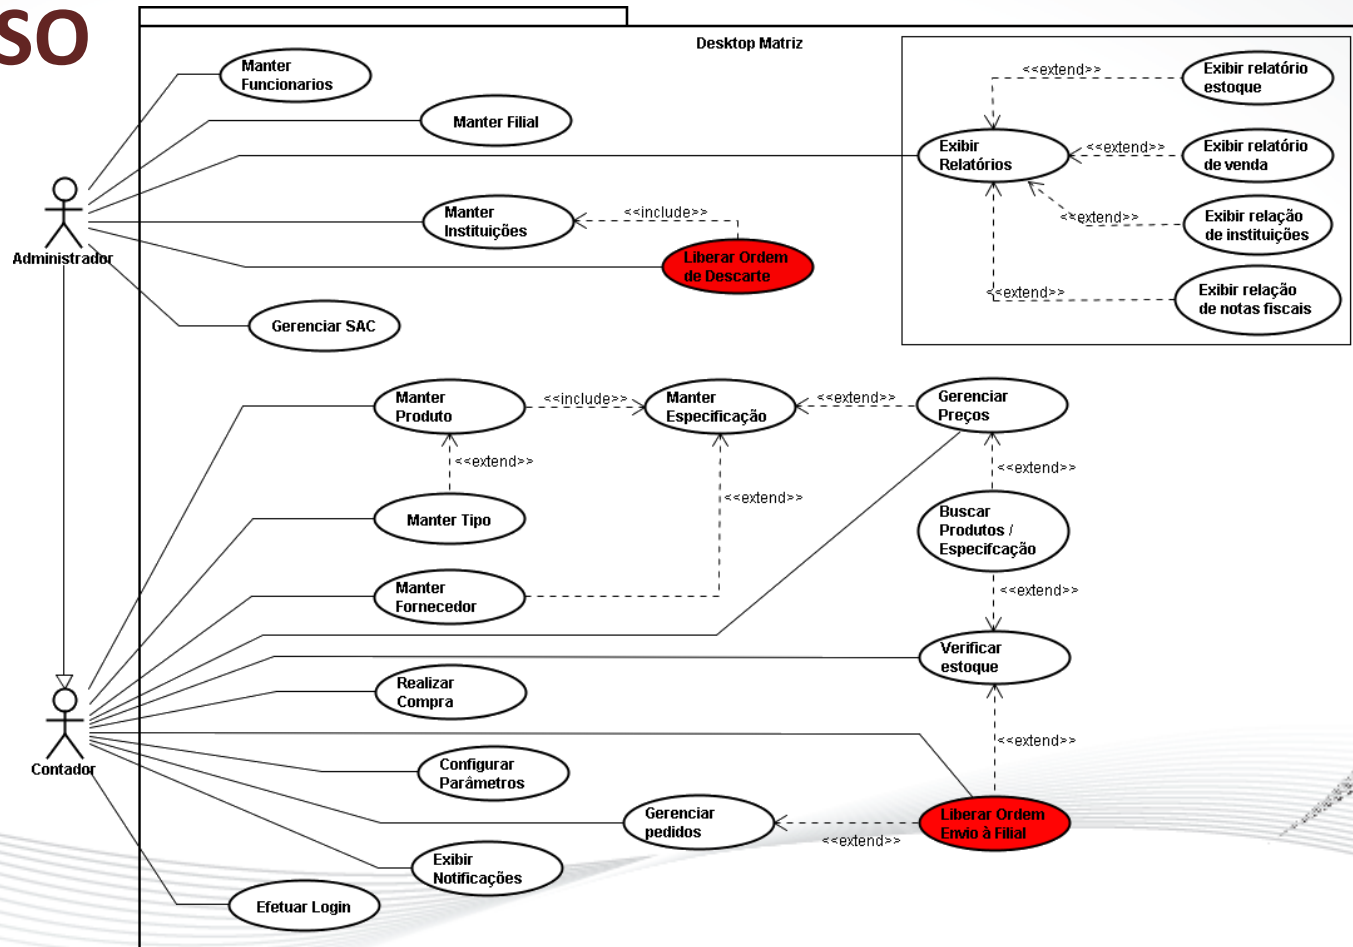 SO
Desktop Matriz
Manter
Funcionarios
Manter Filial
<<extend>>
Exibir relatório
estoque
Exibir
Relatórios
<<extend>>
Exibir relatório
de venda
Manter
Instituições
<<include>>
<<extend>>
Exibir relação
de instituições
Administrador
Liberar Ordem
de Descarte
<<extend>>
Exibir relação
de notas fiscais
Gerenciar SAC
Manter
Produto
<<include>>
Manter
Especificação
<<extend>>
Gerenciar
Preços
<<extend>>
<<extend>>
<<extend>>
Manter Tipo
Buscar
Produtos /
Especifcação
Manter
Fornecedor
<<extend>>
Verificar
estoque
Realizar
Compra
<<extend>>
Contador
Configurar
Parâmetros
Gerenciar
pedidos
<<extend>>
Liberar Ordem
Envio à Filial
Exibir
Notificações
Efetuar Login